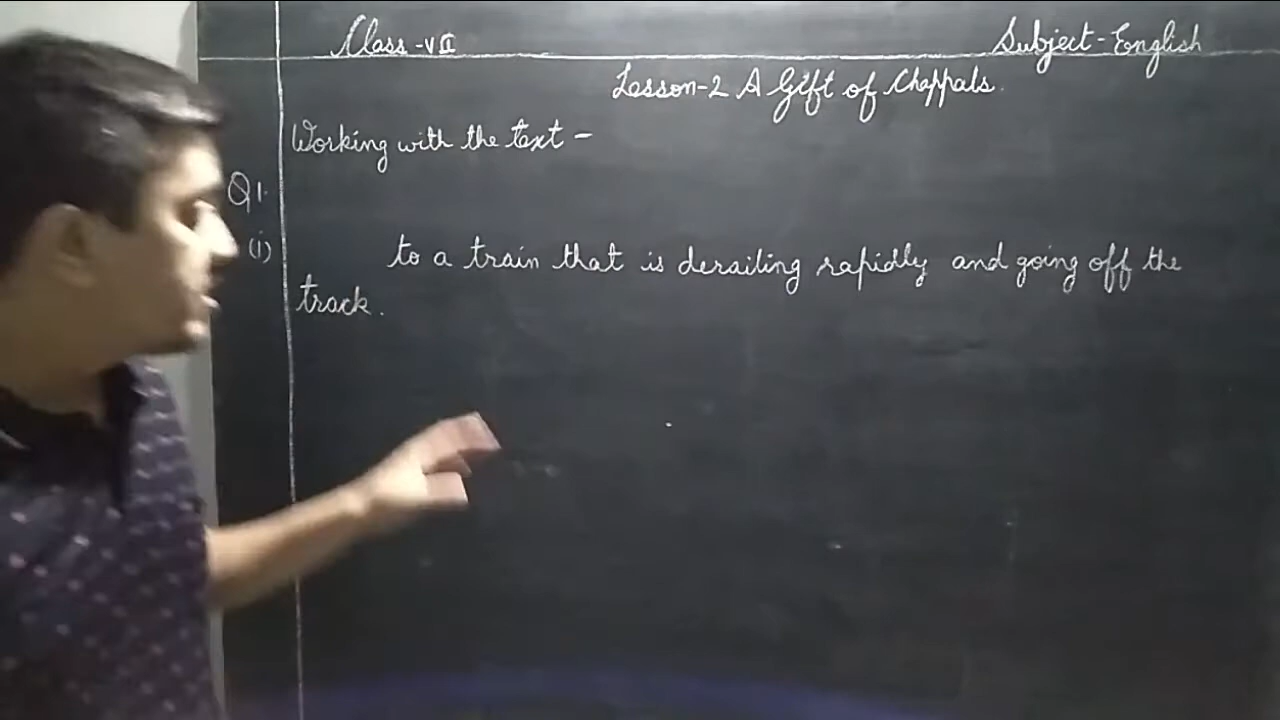 Class - VII
Subject - English
Lesson-2 A Gift of Chappals.
Working with the text -
Q1.
(i) to a train that is derailing rapidly and going off the
track.